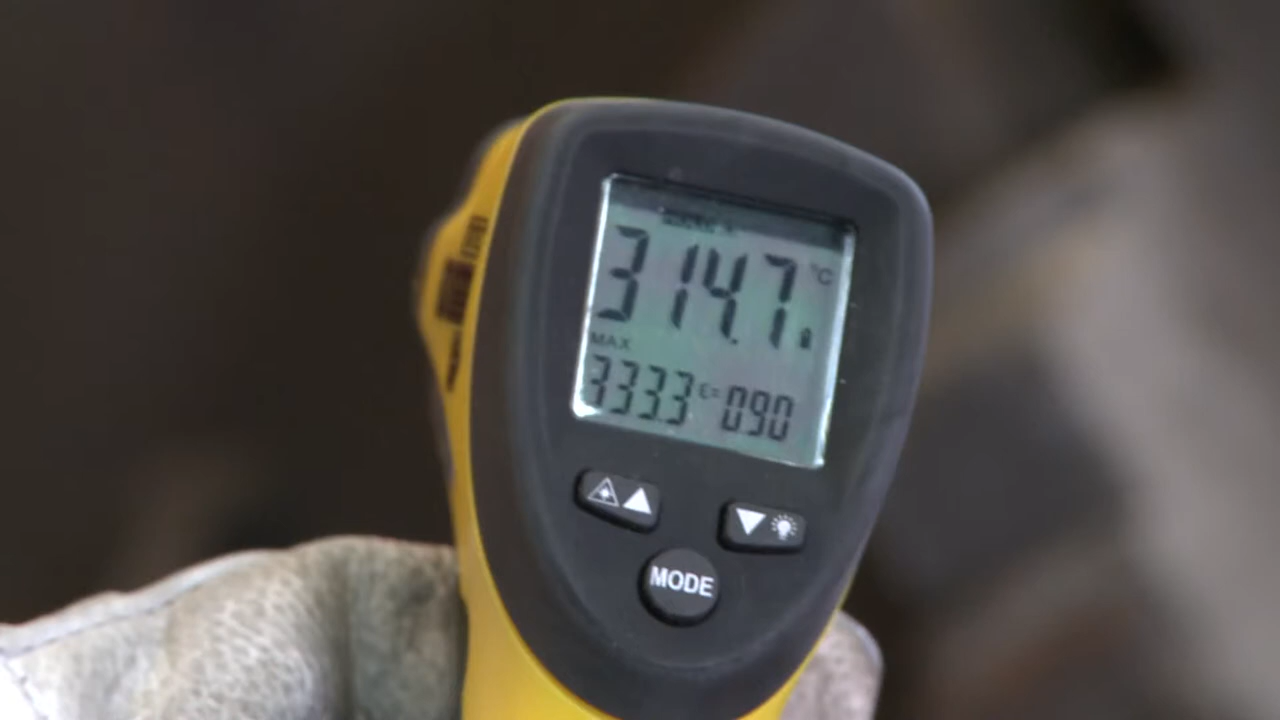 314.7 °C
MAX
333.3 ε= 0.90
MODE